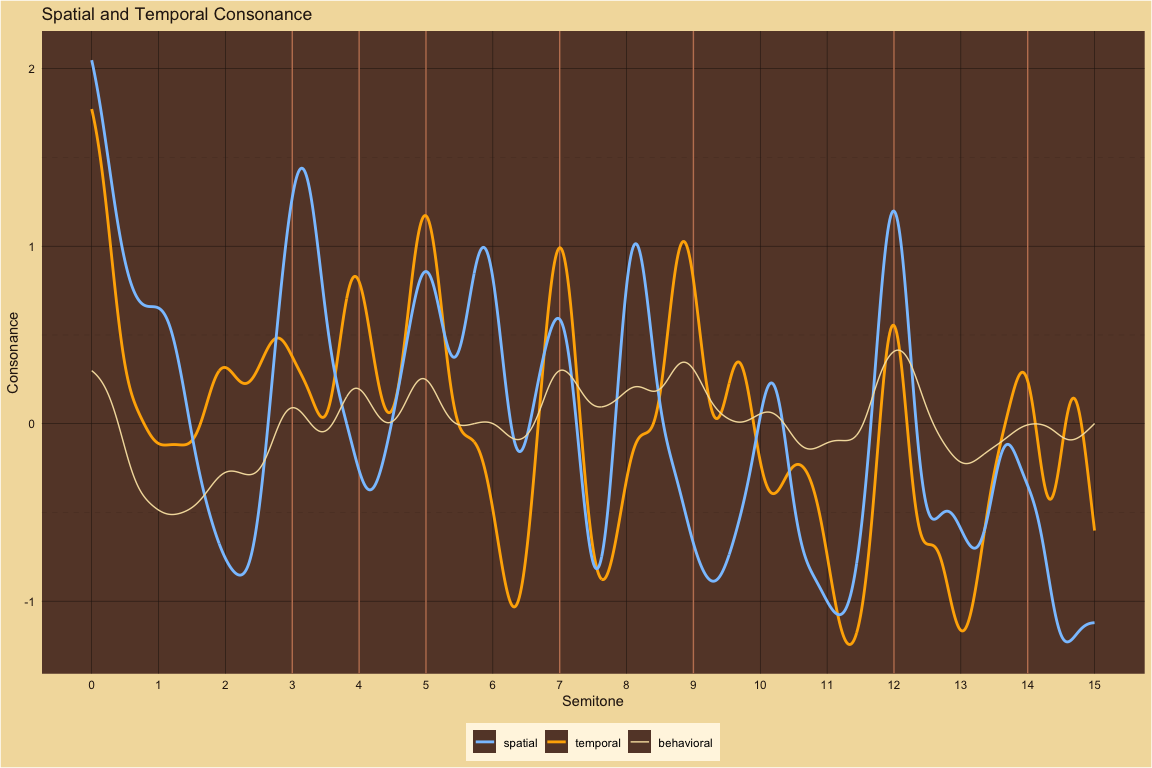 Spatial and Temporal Consonance
Consonance
2
1
0
-1
0 1 2 3 4 5 6 7 8 9 10 11 12 13 14 15
Semitone
spatial temporal behavioral